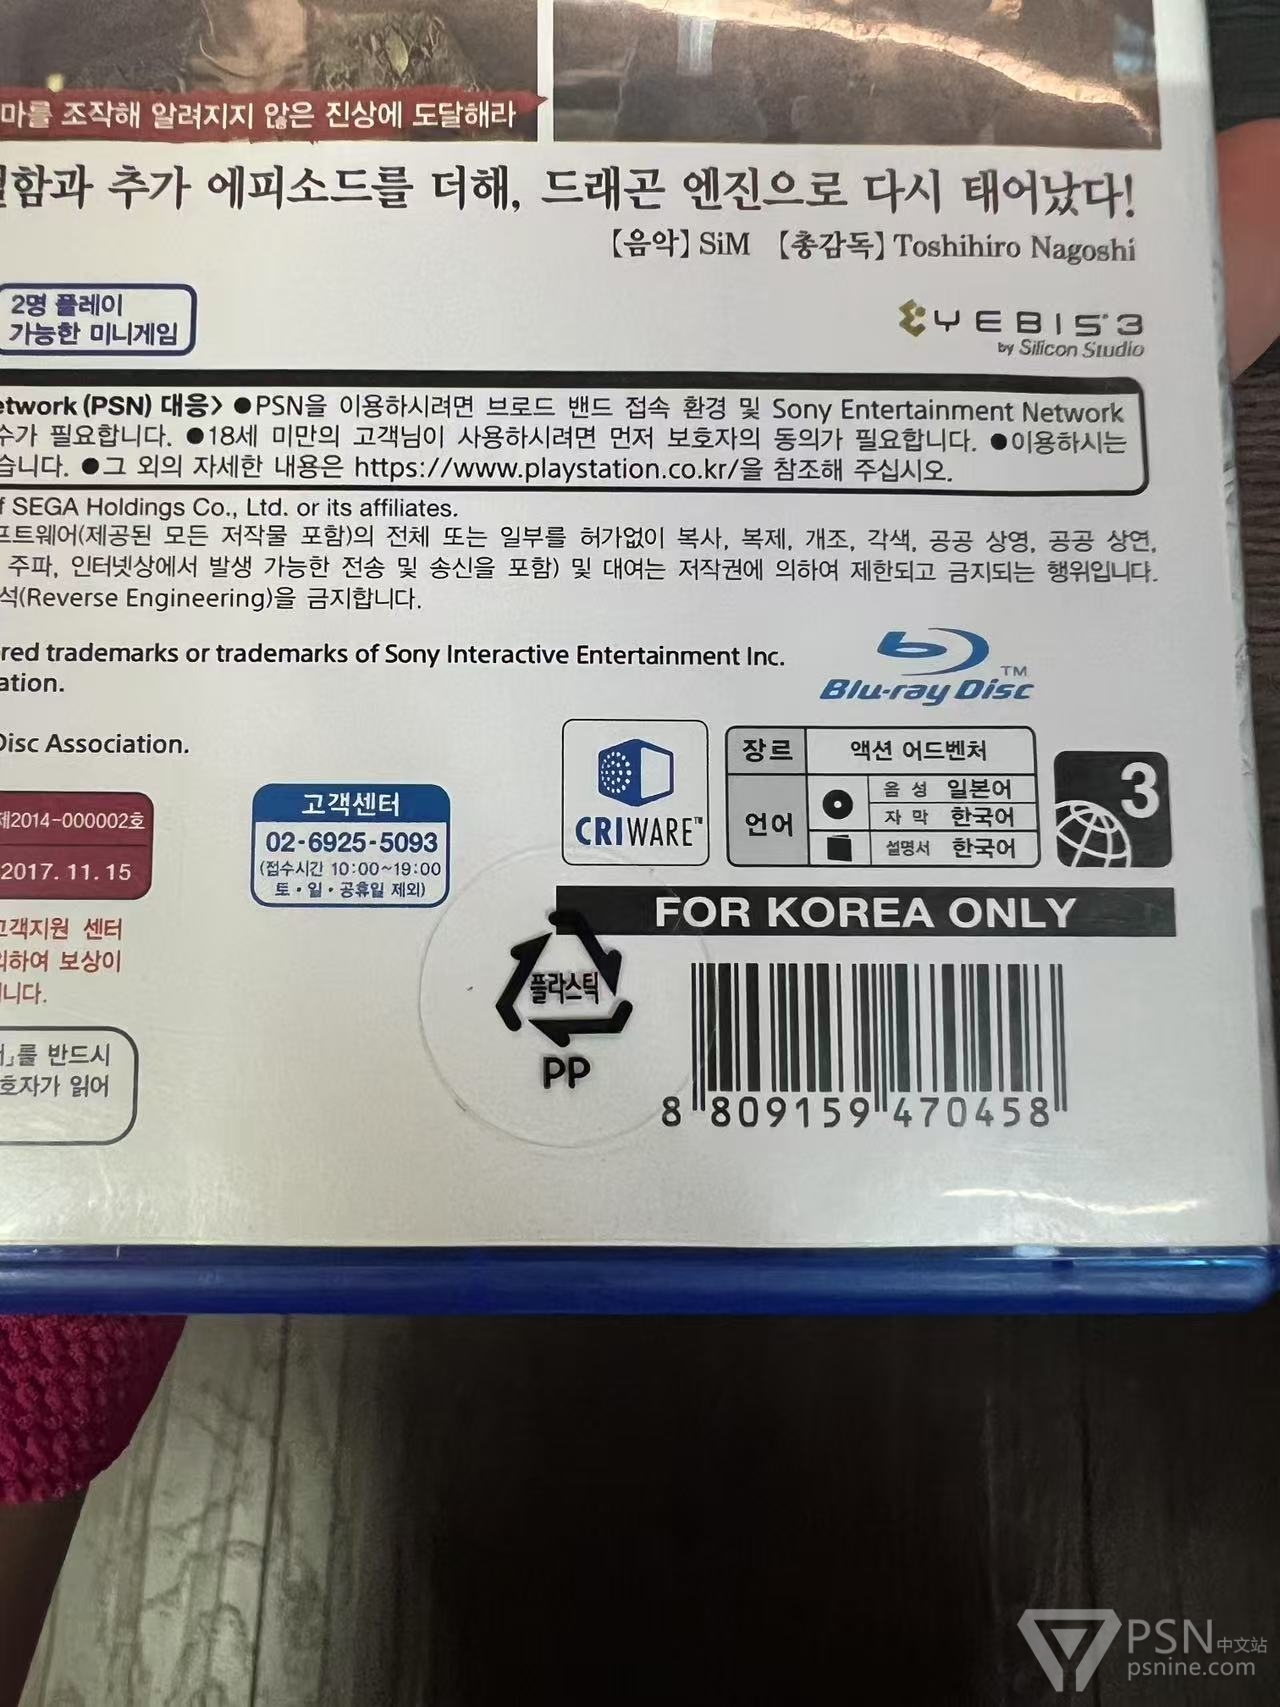 마를 조작해 알려지지 않은 진상에 도달해라
함과 추가 에피소드를 더해, 드래곤 엔진으로 다시 태어났다!
【음악】SiM 【총감독】Toshihiro Nagoshi
2명 플레이
가능한 미니게임
YEBIS 3
by Silicon Studio
etwork (PSN) 대응> ●PSN을 이용하시려면 브로드 밴드 접속 환경 및 Sony Entertainment Network
수가 필요합니다. ●18세 미만의 고객님이 사용하시려면 먼저 보호자의 동의가 필요합니다. ●이용하시는
습니다. ●그 외의 자세한 내용은 https://www.playstation.co.kr/을 참조해 주십시오.
f SEGA Holdings Co., Ltd. or its affiliates.
프트웨어(제공된 모든 저작물 포함)의 전체 또는 일부를 허가없이 복사, 복제, 개조, 각색, 공공 상영, 공공 상연,
주파, 인터넷상에서 발생 가능한 전송 및 송신을 포함) 및 대여는 저작권에 의하여 제한되고 금지되는 행위입니다.
석(Reverse Engineering)을 금지합니다.
red trademarks or trademarks of Sony Interactive Entertainment Inc.
ation.
Blu-ray Disc™
Disc Association.
CRIWARE™
장르 액션 어드벤처
언어
음성 일본어
자막 한국어
설명서 한국어
3
제2014-000002호
2017. 11. 15
고객센터
02-6925-5093
(접수시간 10:00~19:00
토·일·공휴일 제외)
고객지원 센터
의하여 보상이
니다.
FOR KOREA ONLY
플라스틱
PP
서」를 반드시
호자가 읽어
8 809159 470458
PSN中文站
psnine.com